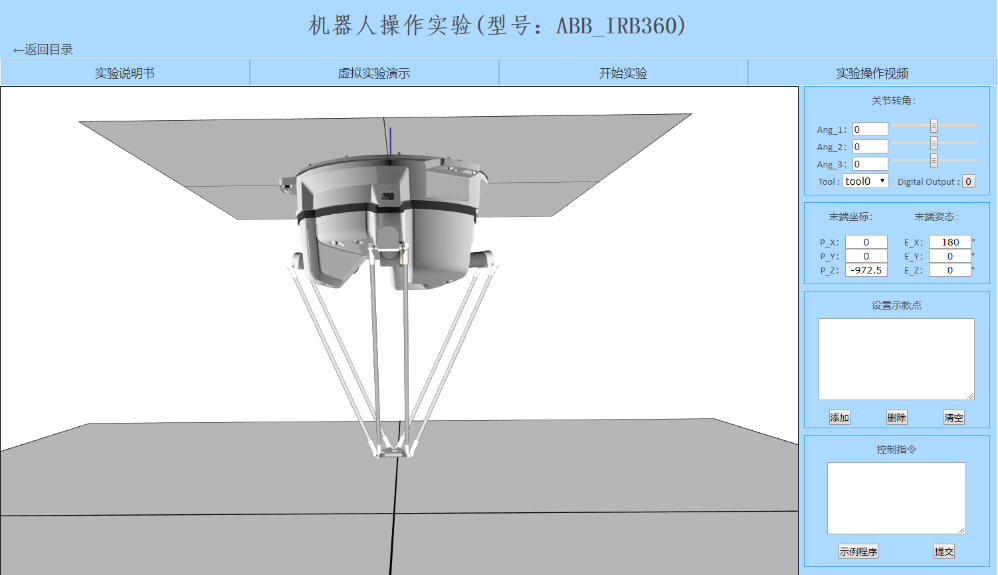 机器人操作实验(型号：ABB_IRB360)
←返回目录
实验说明书 虚拟实验演示 开始实验 实验操作视频
关节转角:
Ang_1: 0
Ang_2: 0
Ang_3: 0
Tool : tool0 Digital Output : 0
末端坐标: 末端姿态:
P_X: 0 E_X: 180 °
P_Y: 0 E_Y: 0 °
P_Z: -972.5 E_Z: 0 °
设置示教点
添加 删除 清空
控制指令
示例程序 提交